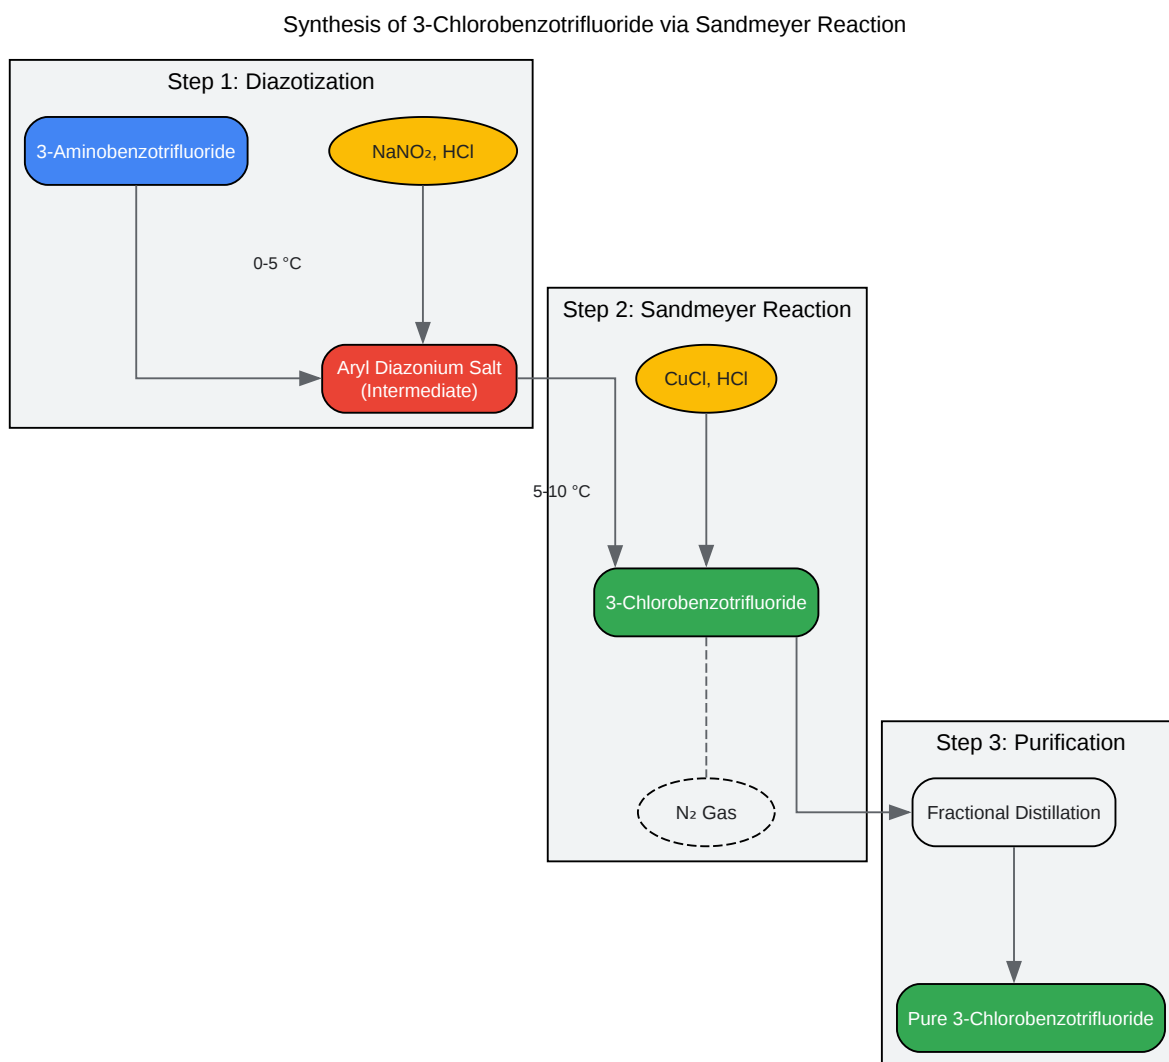 Synthesis of 3-Chlorobenzotrifluoride via Sandmeyer Reaction
Step 1: Diazotization
3-Aminobenzotrifluoride
NaNO₂, HCl
0-5 °C
Aryl Diazonium Salt
(Intermediate)
Step 2: Sandmeyer Reaction
CuCl, HCl
5-10 °C
3-Chlorobenzotrifluoride
N₂ Gas
Step 3: Purification
Fractional Distillation
Pure 3-Chlorobenzotrifluoride